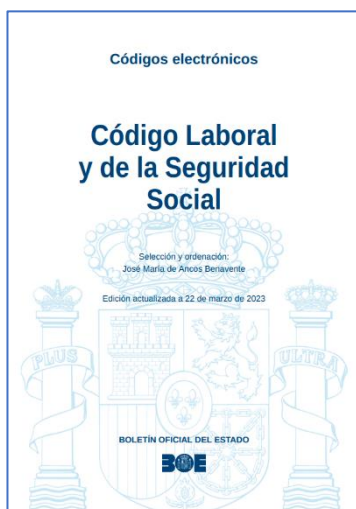 Códigos electrónicos
Código Laboral
y de la Seguridad
Social
Selección y ordenación:
José María de Ancos Benavente
Edición actualizada a 22 de marzo de 2023
PLUS
ULTRA
BOLETÍN OFICIAL DEL ESTADO
BOE